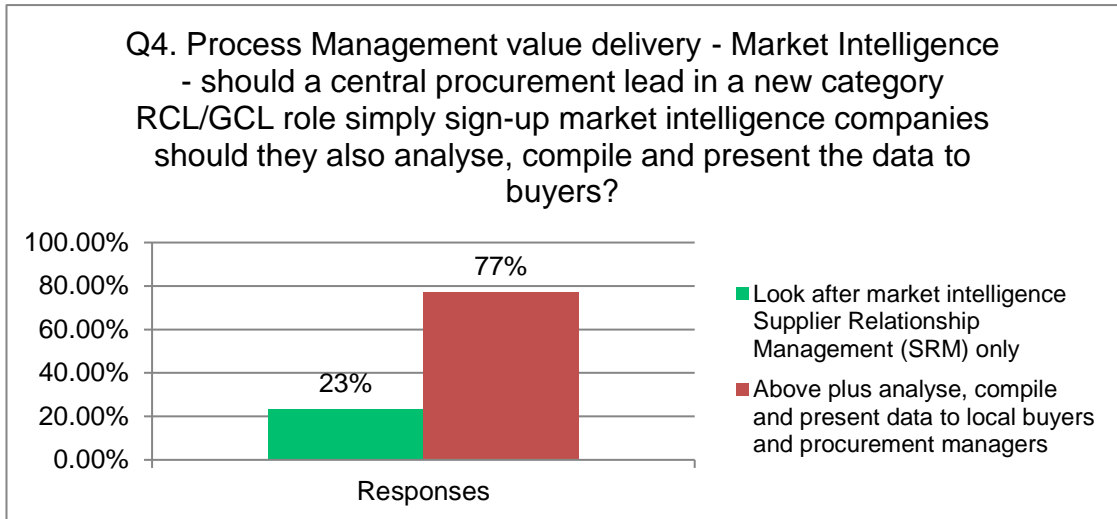 Q4. Process Management value delivery - Market Intelligence
- should a central procurement lead in a new category
RCL/GCL role simply sign-up market intelligence companies
should they also analyse, compile and present the data to
buyers?
100.00%
80.00%
60.00%
40.00%
20.00%
0.00%
23%
77%
Responses
Look after market intelligence
Supplier Relationship
Management (SRM) only
Above plus analyse, compile
and present data to local buyers
and procurement managers